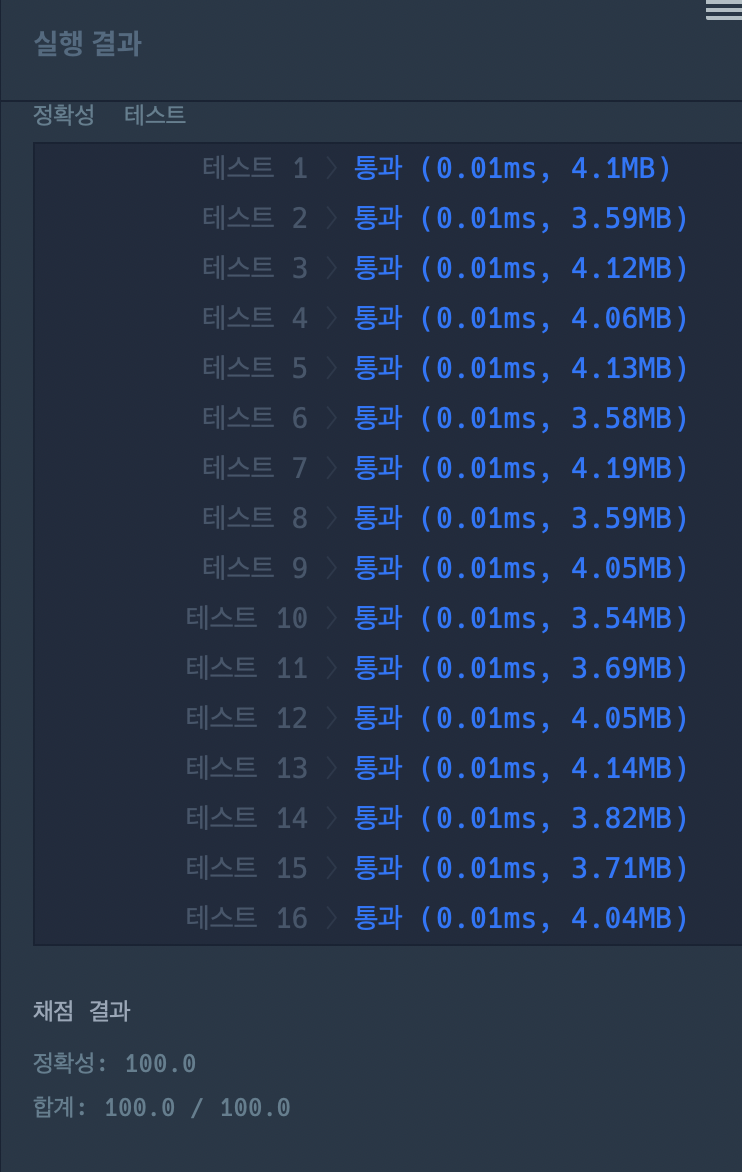 실행 결과
정확성 테스트
테스트 1 〉 통과 (0.01ms, 4.1MB)
테스트 2 〉 통과 (0.01ms, 3.59MB)
테스트 3 〉 통과 (0.01ms, 4.12MB)
테스트 4 〉 통과 (0.01ms, 4.06MB)
테스트 5 〉 통과 (0.01ms, 4.13MB)
테스트 6 〉 통과 (0.01ms, 3.58MB)
테스트 7 〉 통과 (0.01ms, 4.19MB)
테스트 8 〉 통과 (0.01ms, 3.59MB)
테스트 9 〉 통과 (0.01ms, 4.05MB)
테스트 10 〉 통과 (0.01ms, 3.54MB)
테스트 11 〉 통과 (0.01ms, 3.69MB)
테스트 12 〉 통과 (0.01ms, 4.05MB)
테스트 13 〉 통과 (0.01ms, 4.14MB)
테스트 14 〉 통과 (0.01ms, 3.82MB)
테스트 15 〉 통과 (0.01ms, 3.71MB)
테스트 16 〉 통과 (0.01ms, 4.04MB)
채점 결과
정확성: 100.0
합계: 100.0 / 100.0